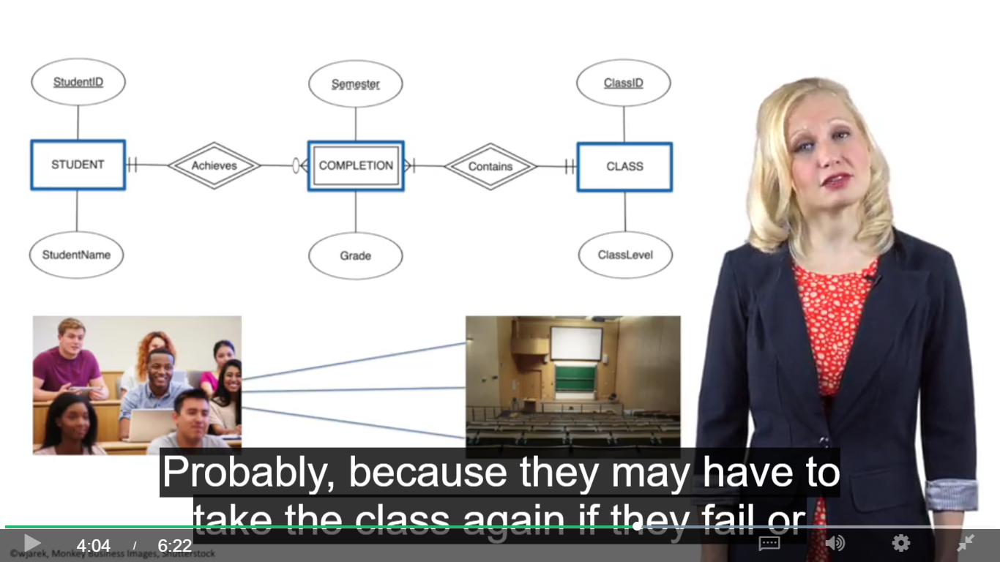 StudentID
Semester
ClassID
STUDENT
Achieves
COMPLETION
Contains
CLASS
StudentName
Grade
ClassLevel
Probably, because they may have to
take the class again if they fail or
4:04 / 6:22
©wjarek, Monkey Business Images, Shutterstock